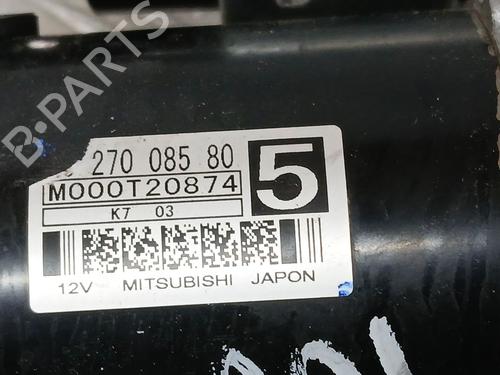 B-PARTS
270 085 80
M000T20874
5
K7 03
12V MITSUBISHI JAPON